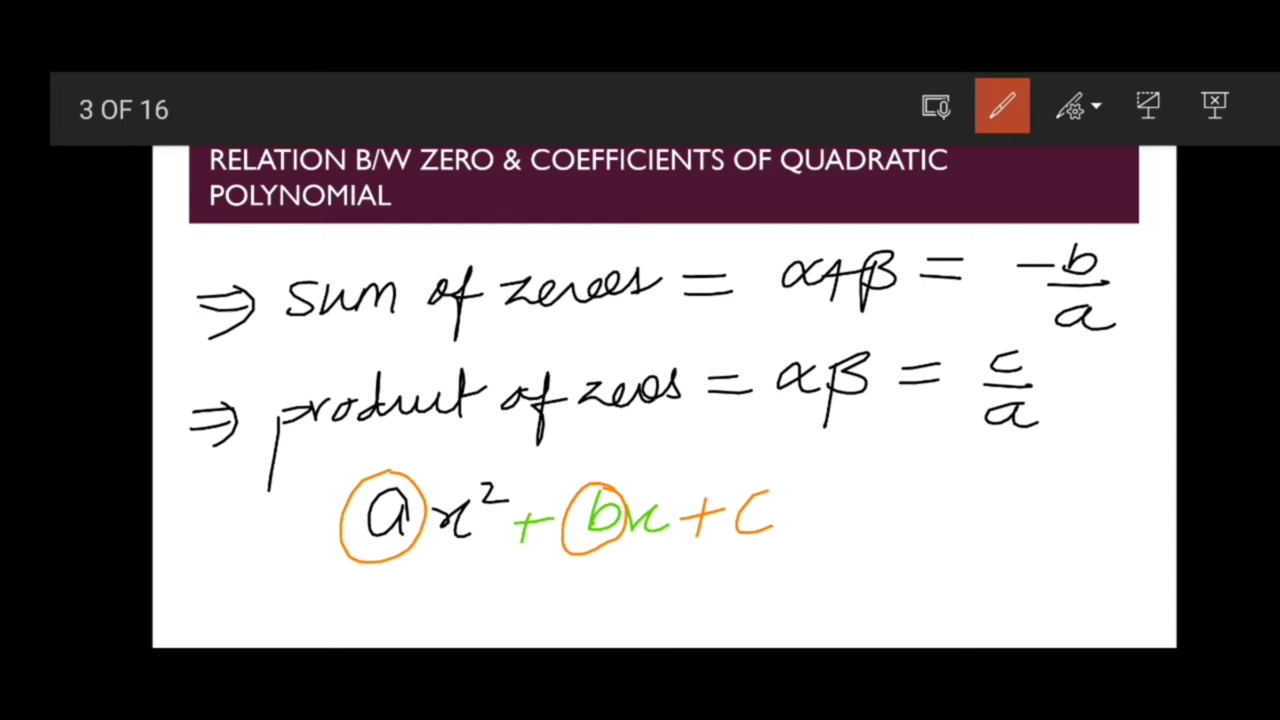 3 OF 16
RELATION B/W ZERO & COEFFICIENTS OF QUADRATIC
POLYNOMIAL
⇒ sum of zeroes = α+β = -b/a
⇒ product of zeros = αβ = c/a
ax² + bx + c